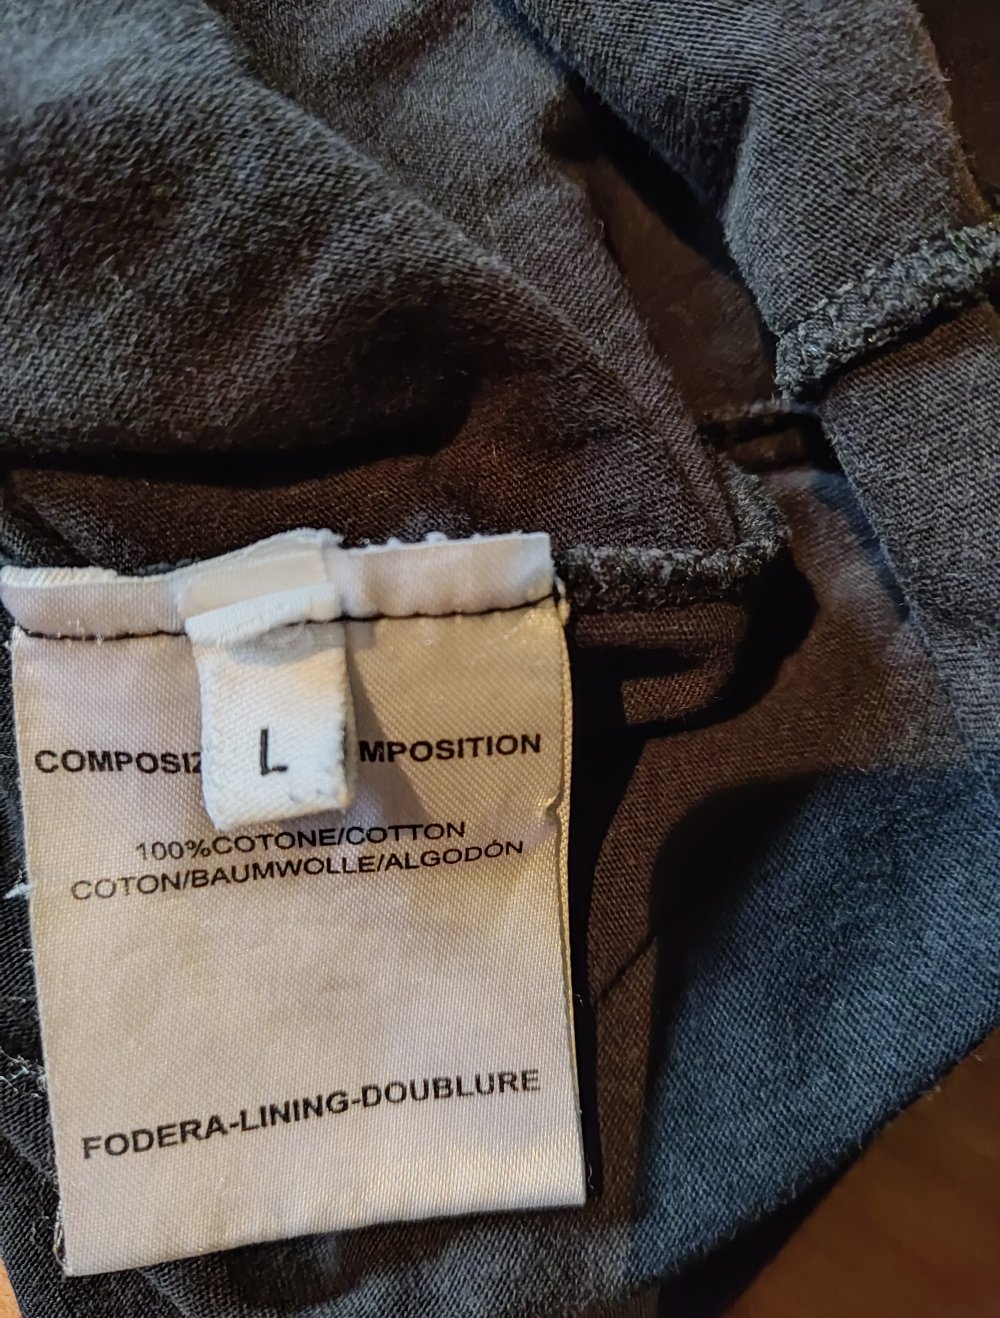 COMPOSIZ MPOSITION
L
100%COTONE/COTTON
COTON/BAUMWOLLE/ALGODÓN
FODERA-LINING-DOUBLURE